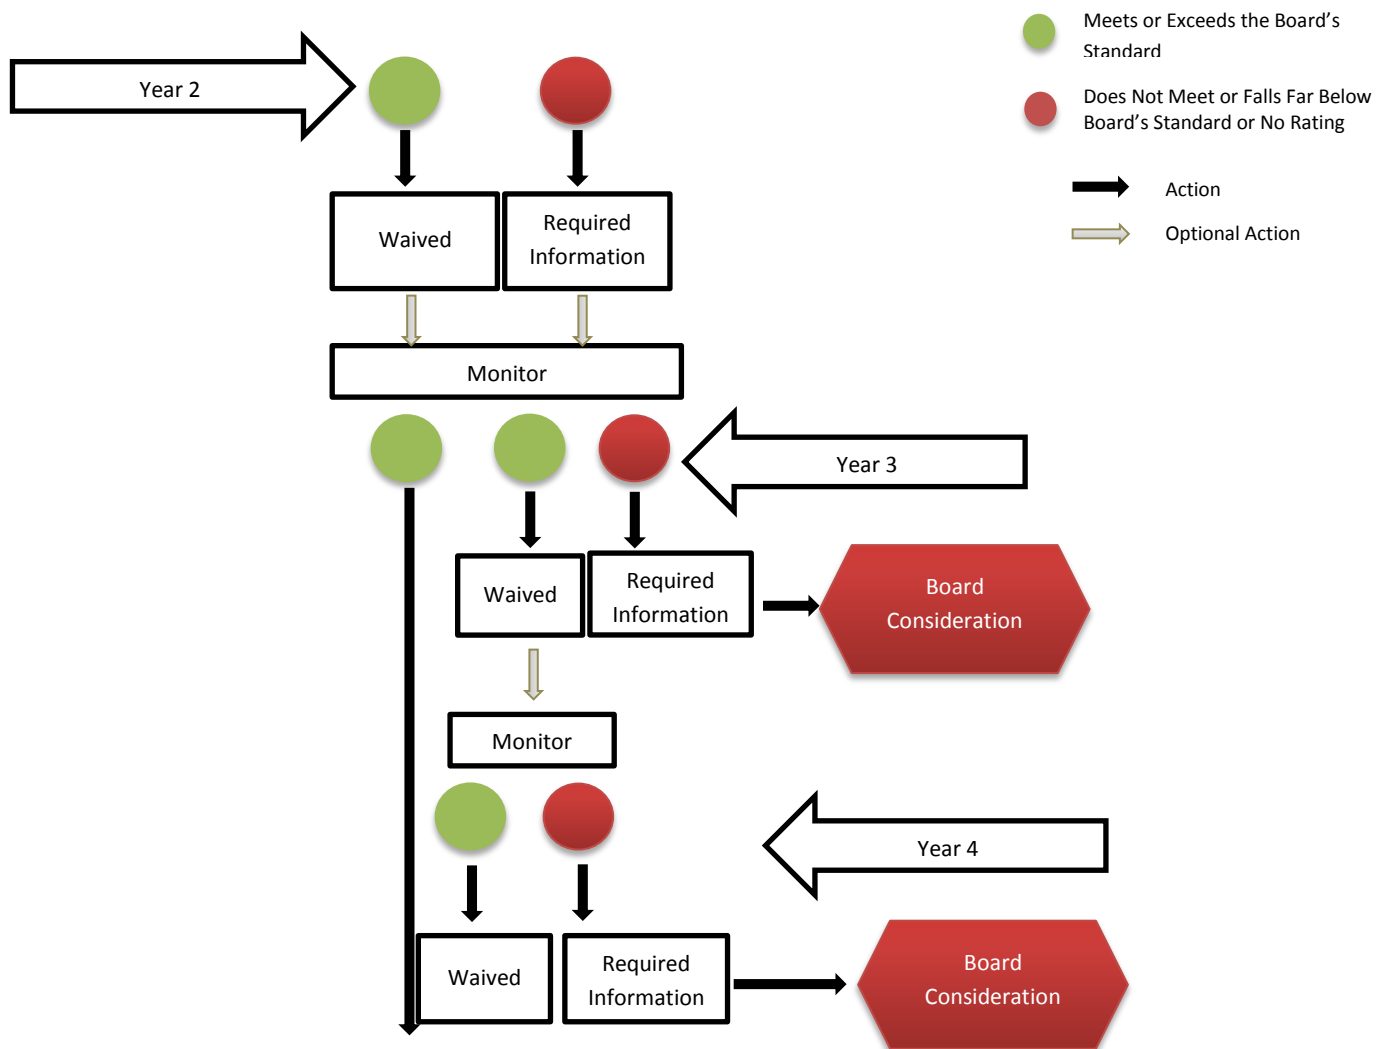 Meets or Exceeds the Board's
Standard
Year 2
Does Not Meet or Falls Far Below
Board's Standard or No Rating
Action
Waived
Required
Information
Optional Action
Monitor
Year 3
Waived
Required
Information
Board
Consideration
Monitor
Year 4
Waived
Required
Information
Board
Consideration